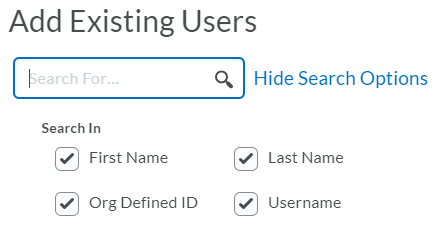 Add Existing Users
Search For... Hide Search Options
Search In
First Name Last Name
Org Defined ID Username